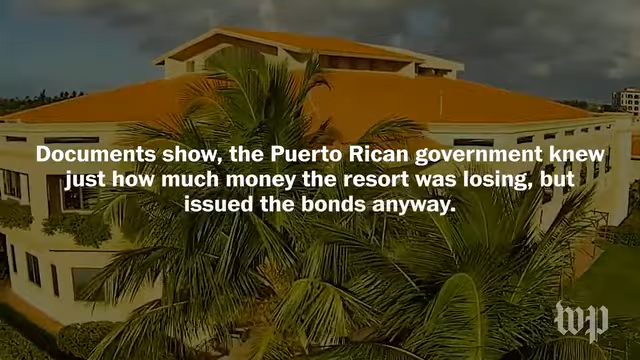 Documents show, the Puerto Rican government knew
just how much money the resort was losing, but
issued the bonds anyway.
wp